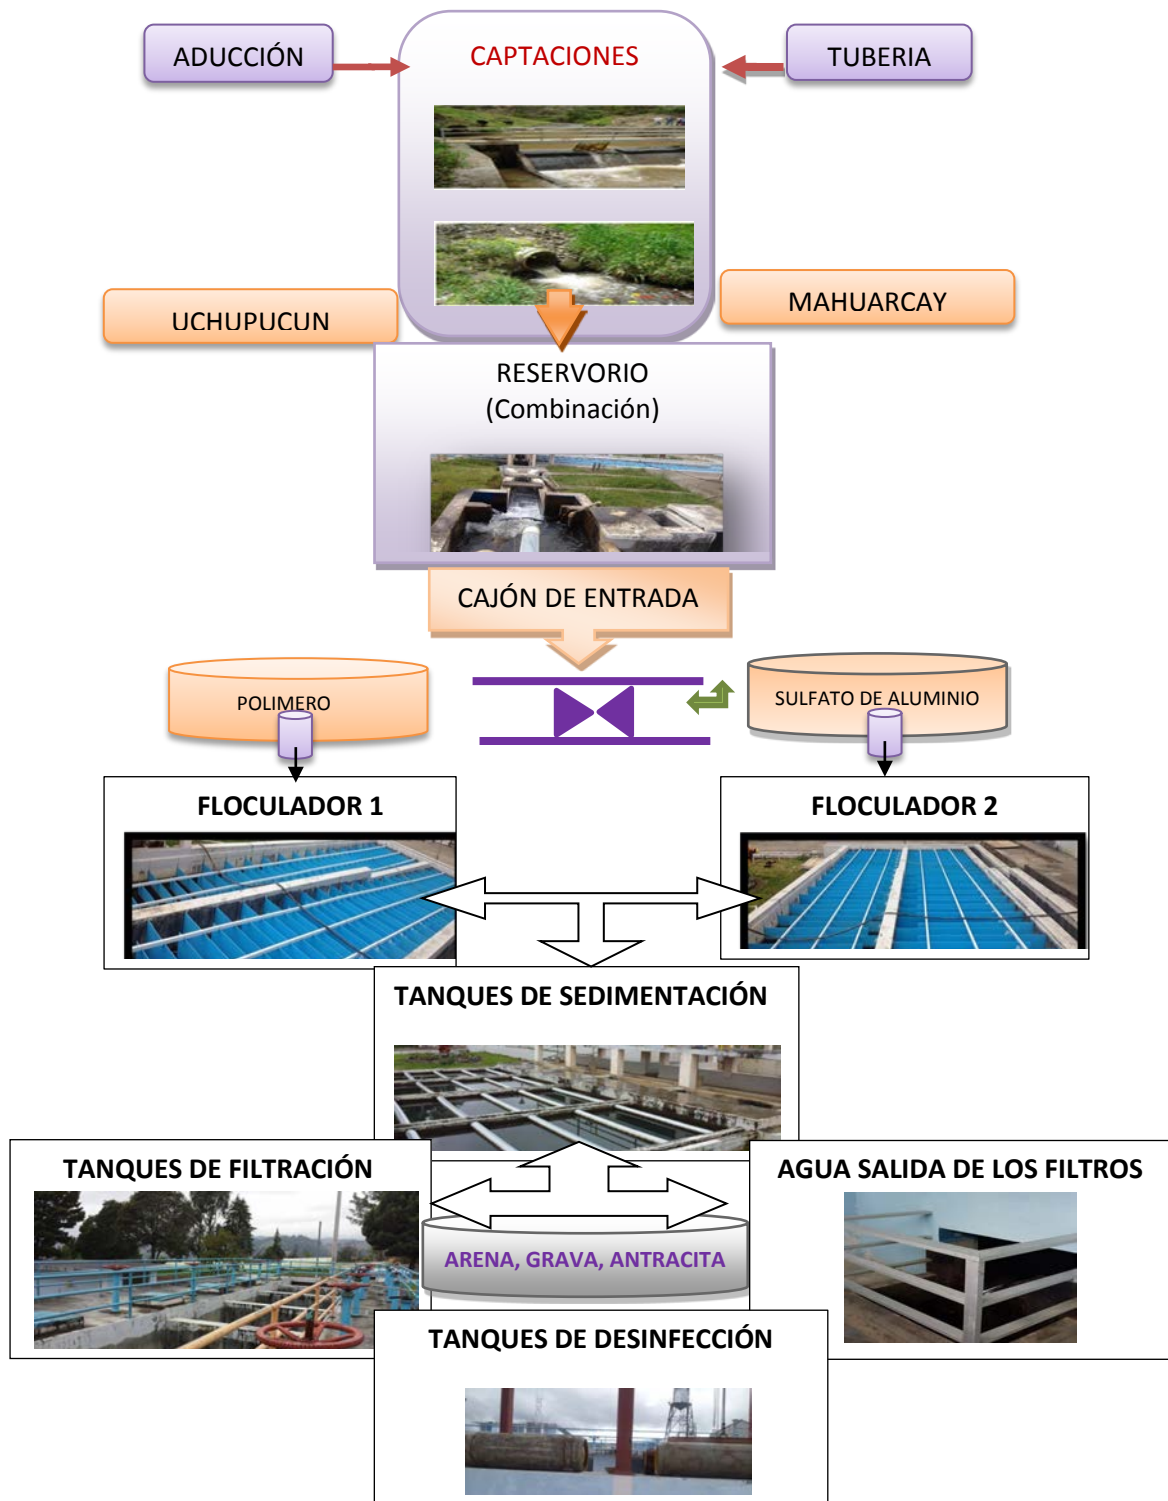 ADUCCIÓN
CAPTACIONES
TUBERIA
UCHUPUCUN
MAHUARCAY
RESERVORIO
(Combinación)
CAJÓN DE ENTRADA
POLIMERO
SULFATO DE ALUMINIO
FLOCULADOR 1
FLOCULADOR 2
TANQUES DE SEDIMENTACIÓN
TANQUES DE FILTRACIÓN
AGUA SALIDA DE LOS FILTROS
ARENA, GRAVA, ANTRACITA
TANQUES DE DESINFECCIÓN